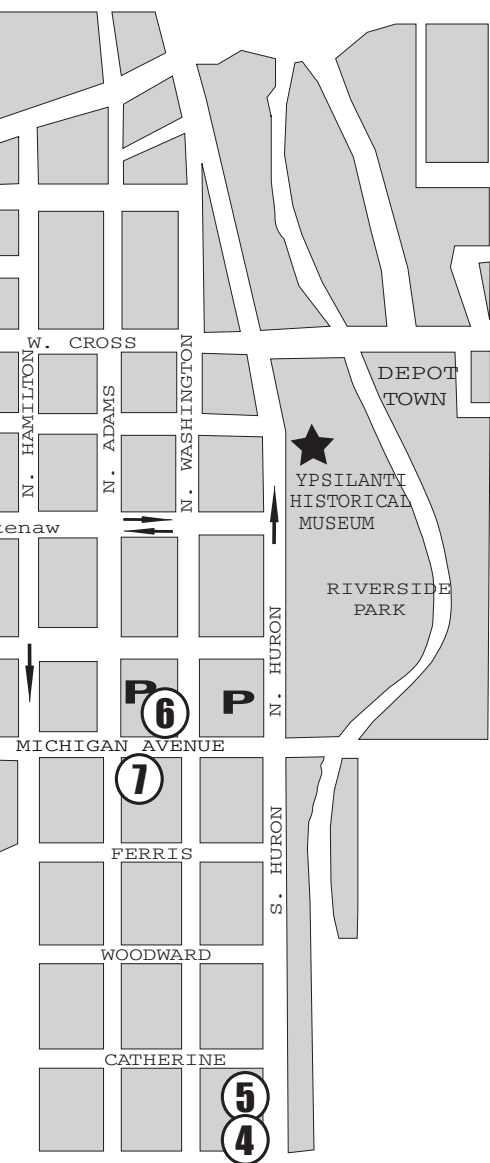 W. CROSS
N. HAMILTON
N. ADAMS
N. WASHINGTON
DEPOT
TOWN
YPSILANTI
HISTORICAL
MUSEUM
tenaw
RIVERSIDE
PARK
N. HURON
P
P
6
MICHIGAN AVENUE
7
S. HURON
FERRIS
WOODWARD
CATHERINE
5
4